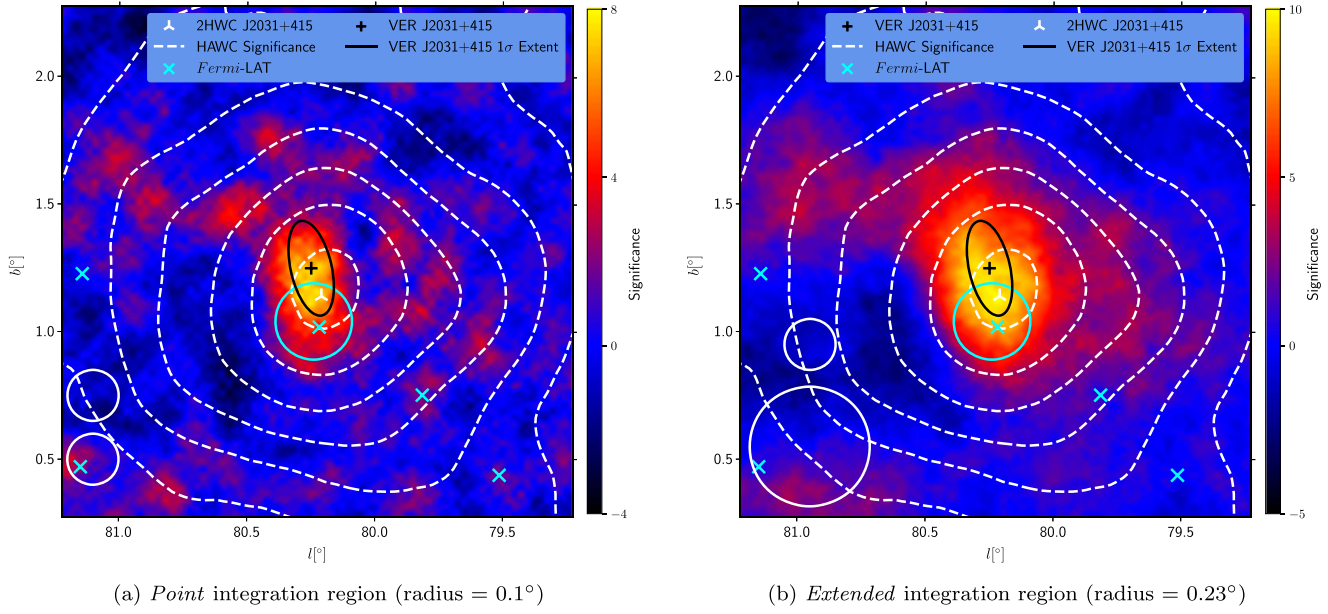 2HWC J2031+415
VER J2031+415
HAWC Significance
VER J2031+415 1σ Extent
Fermi-LAT
2.0
1.5
1.0
0.5
b[°]
81.0
80.5
80.0
79.5
l[°]
8
4
0
−4
Significance
(a) Point integration region (radius = 0.1°)
VER J2031+415
2HWC J2031+415
HAWC Significance
VER J2031+415 1σ Extent
Fermi-LAT
2.0
1.5
1.0
0.5
b[°]
81.0
80.5
80.0
79.5
l[°]
10
5
0
−5
Significance
(b) Extended integration region (radius = 0.23°)